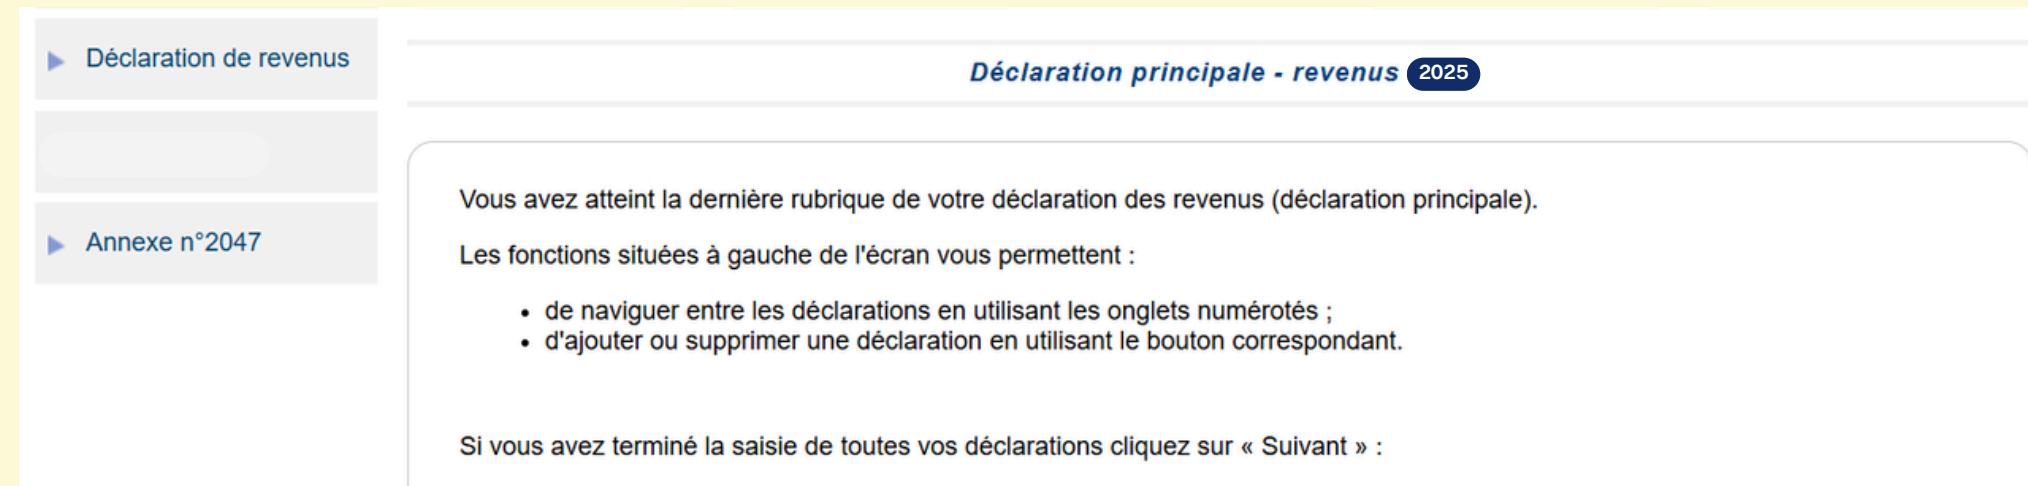 Déclaration de revenus
Annexe n°2047
Déclaration principale - revenus 2025
Vous avez atteint la dernière rubrique de votre déclaration des revenus (déclaration principale).
Les fonctions situées à gauche de l'écran vous permettent :
• de naviguer entre les déclarations en utilisant les onglets numérotés ;
• d'ajouter ou supprimer une déclaration en utilisant le bouton correspondant.
Si vous avez terminé la saisie de toutes vos déclarations cliquez sur « Suivant » :